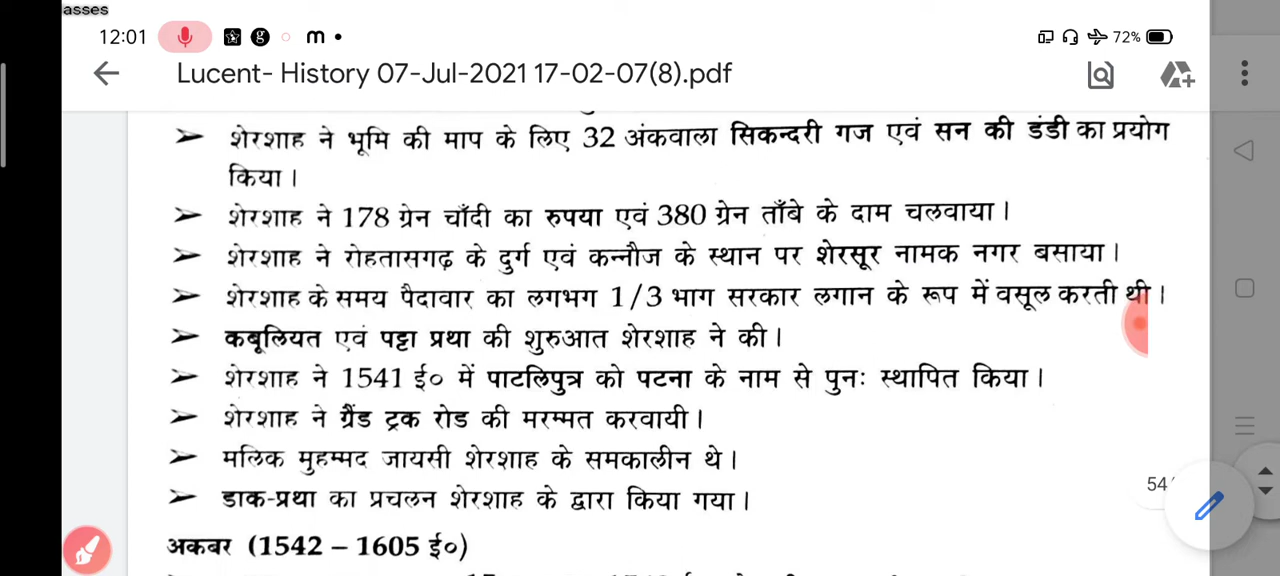 asses
12:01 g m • 72%
Lucent- History 07-Jul-2021 17-02-07(8).pdf
➢ शेरशाह ने भूमि की माप के लिए 32 अंकवाला सिकन्दरी गज एवं सन की डंडी का प्रयोग
किया।
➢ शेरशाह ने 178 ग्रेन चाँदी का रुपया एवं 380 ग्रेन ताँबे के दाम चलवाया।
➢ शेरशाह ने रोहतासगढ़ के दुर्ग एवं कन्नौज के स्थान पर शेरसूर नामक नगर बसाया।
➢ शेरशाह के समय पैदावार का लगभग 1/3 भाग सरकार लगान के रूप में वसूल करती थी।
➢ कबूलियत एवं पट्टा प्रथा की शुरुआत शेरशाह ने की।
➢ शेरशाह ने 1541 ई० में पाटलिपुत्र को पटना के नाम से पुनः स्थापित किया।
➢ शेरशाह ने ग्रैंड ट्रक रोड की मरम्मत करवायी।
➢ मलिक मुहम्मद जायसी शेरशाह के समकालीन थे।
54
➢ डाक-प्रथा का प्रचलन शेरशाह के द्वारा किया गया।
अकबर (1542 – 1605 ई०)